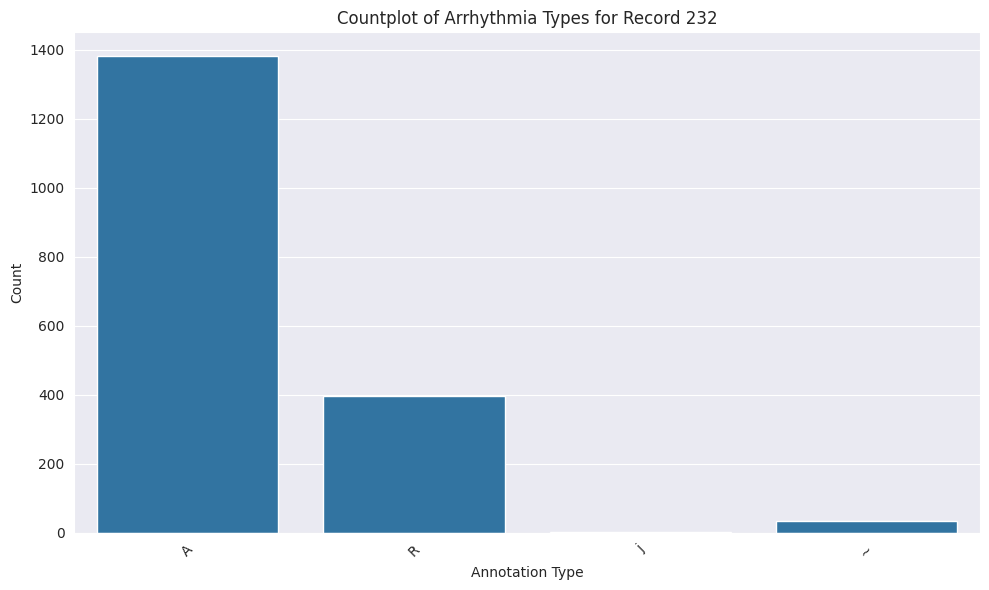 Countplot of Arrhythmia Types for Record 232
1400
1200
1000
800
600
400
200
0
Count
A
R
j
~
Annotation Type